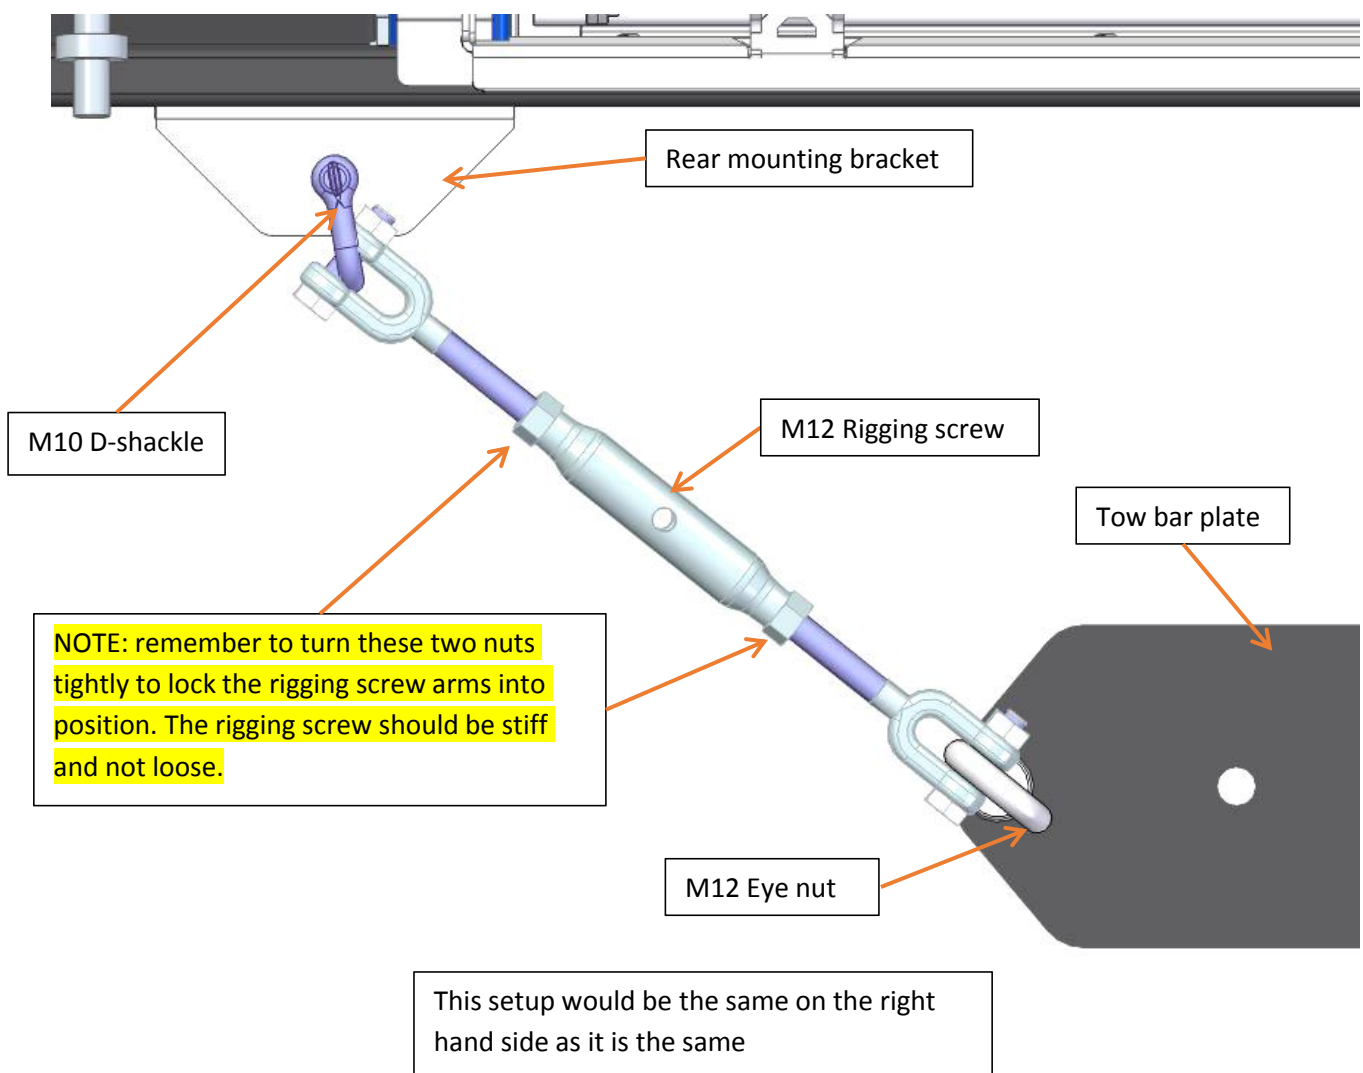 Rear mounting bracket
M10 D-shackle
M12 Rigging screw
Tow bar plate
NOTE: remember to turn these two nuts
tightly to lock the rigging screw arms into
position. The rigging screw should be stiff
and not loose.
M12 Eye nut
This setup would be the same on the right
hand side as it is the same